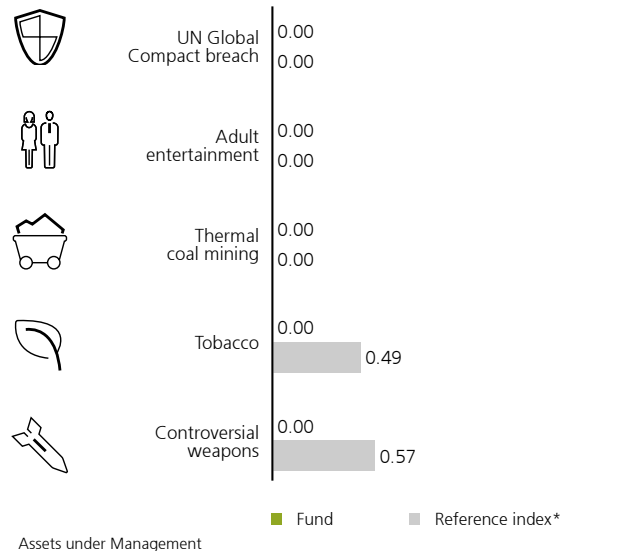 UN Global
Compact breach
0.00
0.00
Adult
entertainment
0.00
0.00
Thermal
coal mining
0.00
0.00
Tobacco
0.00
0.49
Controversial
weapons
0.00
0.57
Fund
Reference index*
Assets under Management